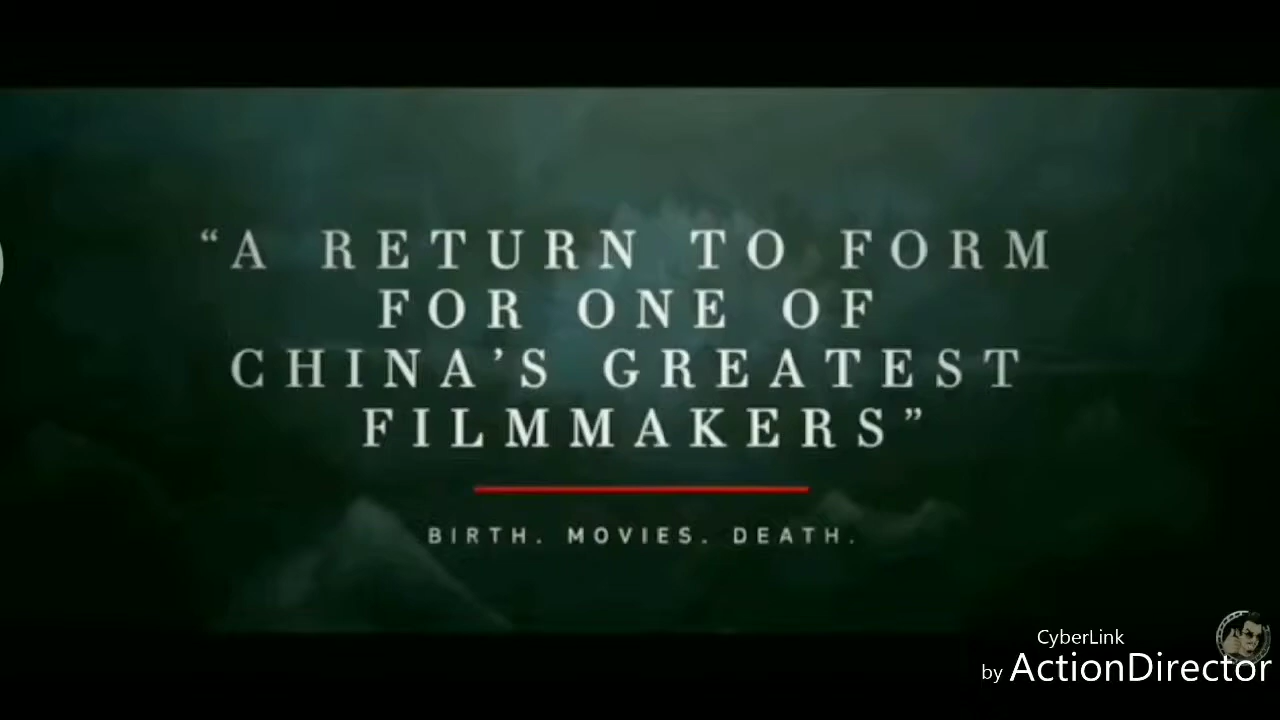 “A RETURN TO FORM
FOR ONE OF
CHINA’S GREATEST
FILMMAKERS”
BIRTH. MOVIES. DEATH.
CyberLink
by ActionDirector